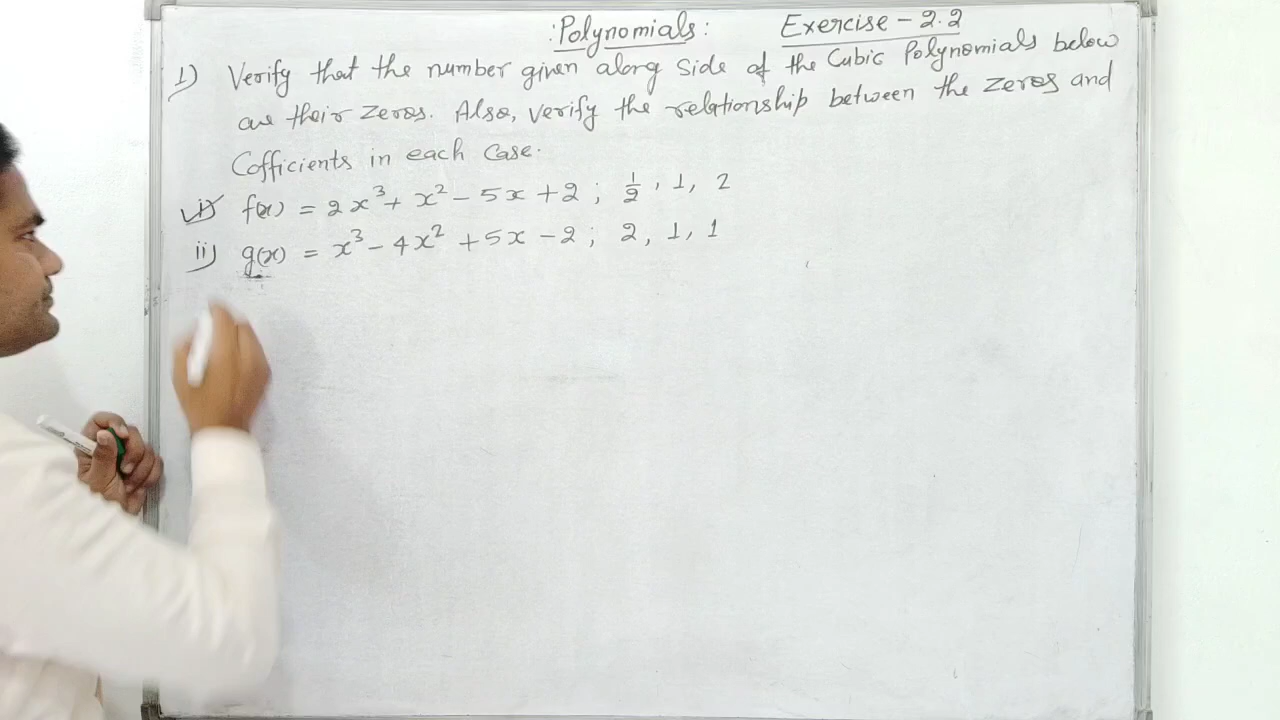 :Polynomials: Exercise - 2.2
1) Verify that the number given along side of the Cubic Polynomials below
are their zeros. Also, verify the relationship between the zeros and
Cofficients in each case.
i) f(x) = 2x³ + x² - 5x + 2 ; 1/2, 1, 2
ii) g(x) = x³ - 4x² + 5x - 2 ; 2, 1, 1